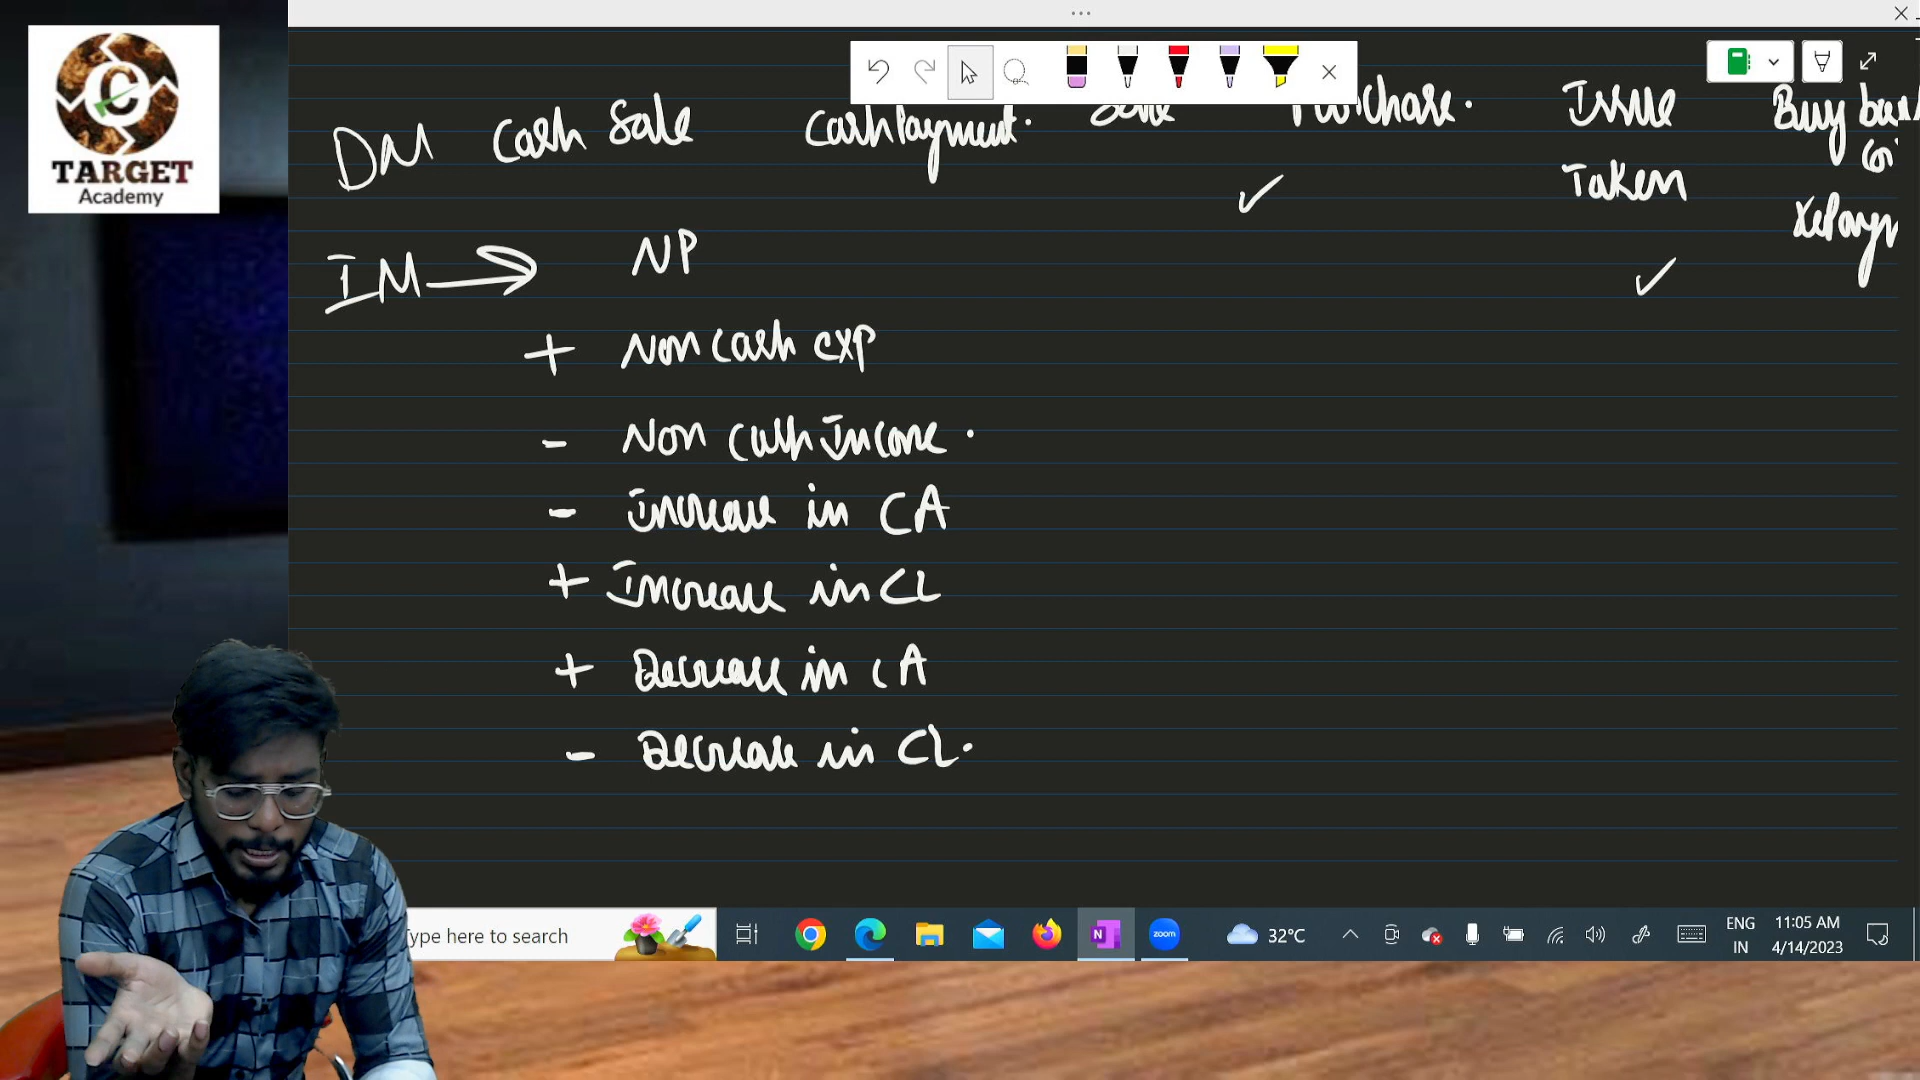 TARGET
Academy
DM Cash Sale Cash Payment. Purchase. Issue Buy back
Taken
IM → NP
+ Non cash exp
- Non cash Income.
- Increase in CA
+ Increase in CL
+ Decrease in CA
- Decrease in CL.
Type here to search
zoom
N
32°C
ENG
IN
11:05 AM
4/14/2023